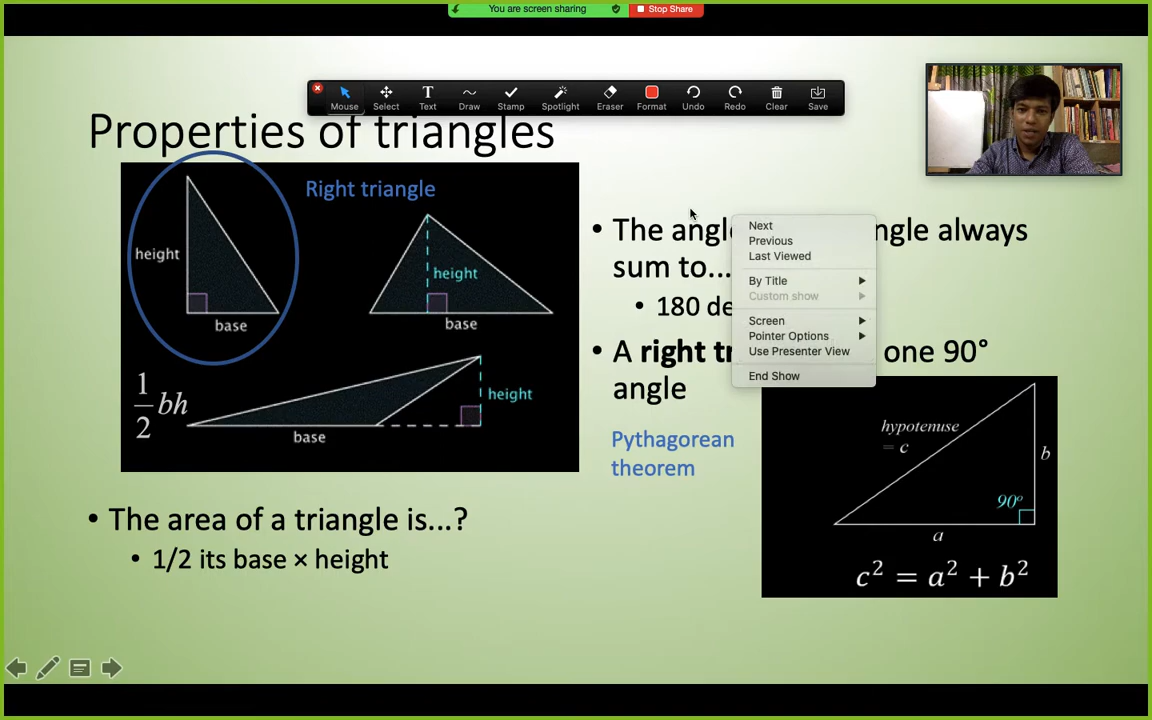 You are screen sharing
Stop Share
Mouse
Select
Text
Draw
Stamp
Spotlight
Eraser
Format
Undo
Redo
Clear
Save
Properties of triangles
Right triangle
height
base
height
base
height
base
1/2 bh
• The area of a triangle is...?
• 1/2 its base × height
• The angl ngle always
sum to...
• 180 de
• A right tr one 90°
angle
Next
Previous
Last Viewed
By Title
Custom show
Screen
Pointer Options
Use Presenter View
End Show
Pythagorean
theorem
hypotenuse
= c
b
90°
a
c² = a² + b²